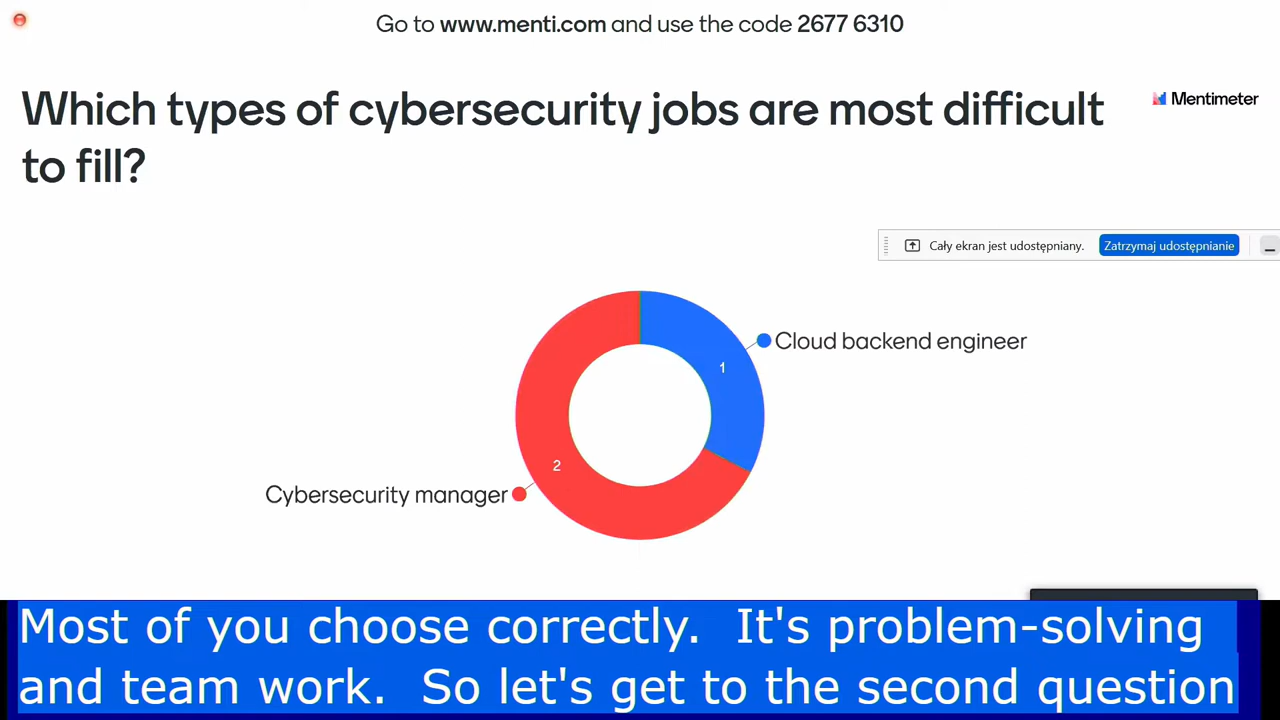 Go to www.menti.com and use the code 2677 6310
Which types of cybersecurity jobs are most difficult
to fill?
Mentimeter
Cały ekran jest udostępniany. Zatrzymaj udostępnianie
Cloud backend engineer
1
2
Cybersecurity manager
Most of you choose correctly. It's problem-solving
and team work. So let's get to the second question